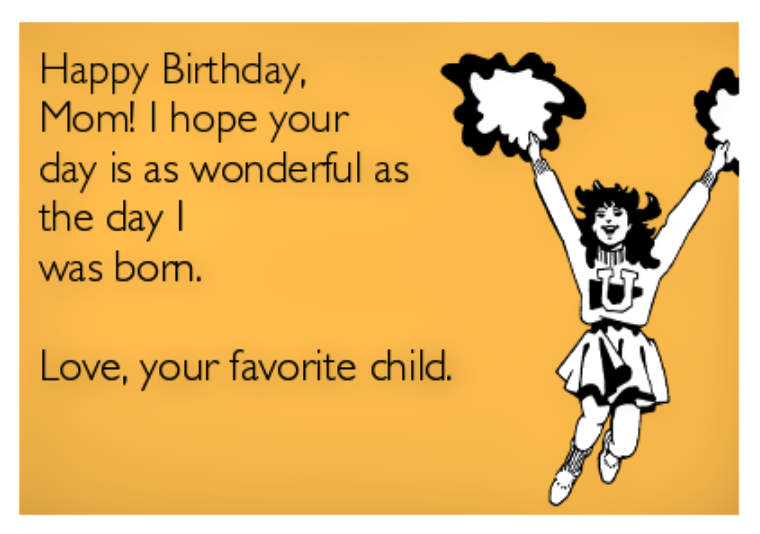 Happy Birthday,
Mom! I hope your
day is as wonderful as
the day I
was born.
Love, your favorite child.
U